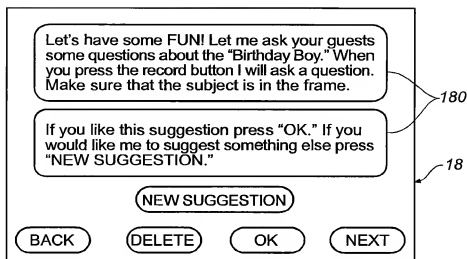 Let's have some FUN! Let me ask your guests
some questions about the “Birthday Boy.” When
you press the record button I will ask a question.
Make sure that the subject is in the frame.
180
If you like this suggestion press “OK.” If you
would like me to suggest something else press
“NEW SUGGESTION.”
18
NEW SUGGESTION
BACK DELETE OK NEXT